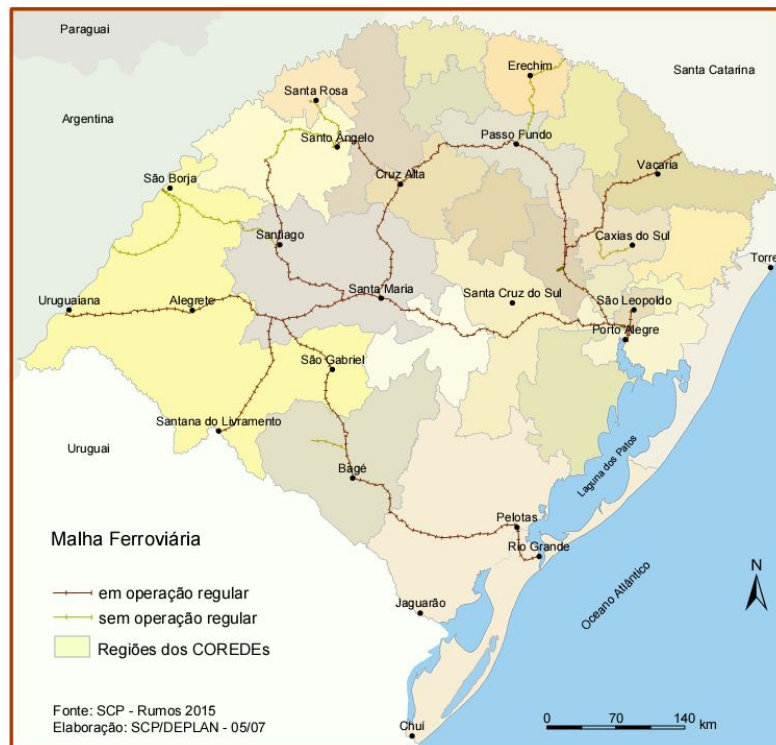 Paraguai
Santa Catarina
Erechim
Santa Rosa
Argentina
Santo Ângelo
Passo Fundo
Vacaria
Cruz Alta
São Borja
Santiago
Caxias do Sul
Torre
Santa Maria
Santa Cruz do Sul
São Leopoldo
Uruguaiana
Alegrete
Porto Alegre
São Gabriel
Santana do Livramento
Uruguai
Bagé
Laguna dos Patos
Pelotas
Rio Grande
Oceano Atlântico
Jaguarão
Chuí
Malha Ferroviária
em operação regular
sem operação regular
Regiões dos COREDEs
Fonte: SCP - Rumos 2015
Elaboração: SCP/DEPLAN - 05/07
N
0 70 140 km